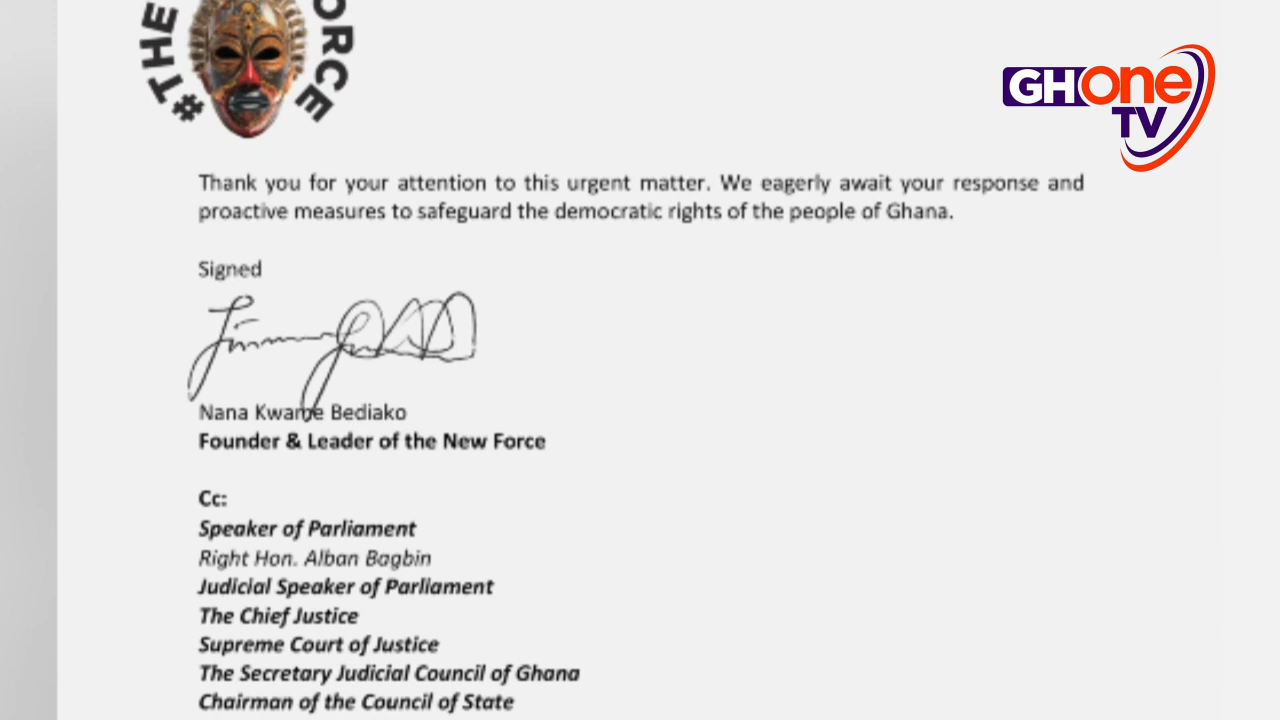 #THE
ORCE
GHOne
TV
Thank you for your attention to this urgent matter. We eagerly await your response and
proactive measures to safeguard the democratic rights of the people of Ghana.
Signed
Nana Kwame Bediako
Founder & Leader of the New Force
Cc:
Speaker of Parliament
Right Hon. Alban Bagbin
Judicial Speaker of Parliament
The Chief Justice
Supreme Court of Justice
The Secretary Judicial Council of Ghana
Chairman of the Council of State